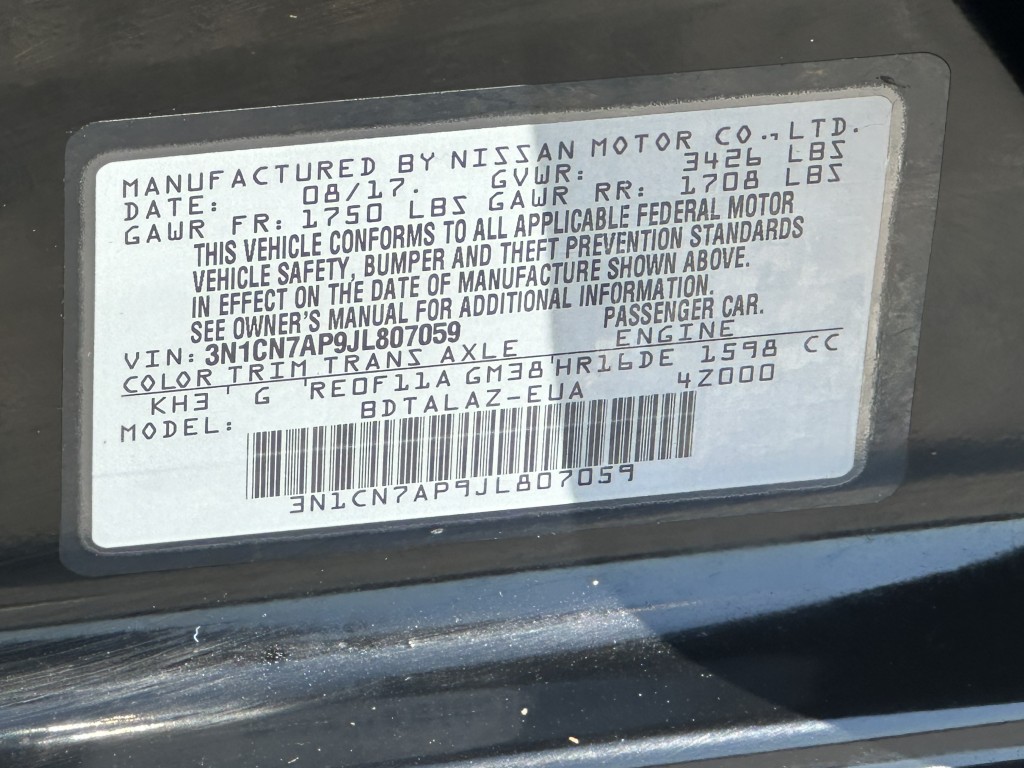 MANUFACTURED BY NISSAN MOTOR CO.,LTD.
DATE: 08/17. GVWR: 3426 LBS
GAWR FR: 1750 LBS GAWR RR: 1708 LBS
THIS VEHICLE CONFORMS TO ALL APPLICABLE FEDERAL MOTOR
VEHICLE SAFETY, BUMPER AND THEFT PREVENTION STANDARDS
IN EFFECT ON THE DATE OF MANUFACTURE SHOWN ABOVE.
SEE OWNER'S MANUAL FOR ADDITIONAL INFORMATION.
VIN: 3N1CN7AP9JL807059 PASSENGER CAR.
COLOR TRIM TRANS AXLE ENGINE
KH3 G RE0F11A GM38 HR16DE 1598 CC
MODEL: BDTALAZ-EUA 4Z000
3N1CN7AP9JL807059